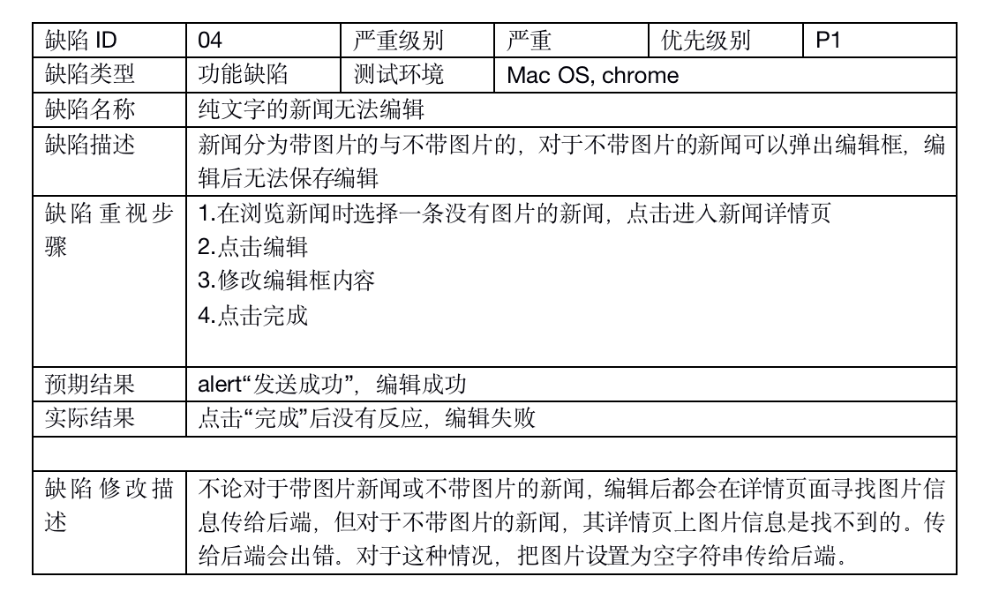 缺陷 ID 04 严重级别 严重 优先级别 P1
缺陷类型 功能缺陷 测试环境 Mac OS, chrome
缺陷名称 纯文字的新闻无法编辑
缺陷描述 新闻分为带图片的与不带图片的，对于不带图片的新闻可以弹出编辑框，编
辑后无法保存编辑
缺陷重视步 1.在浏览新闻时选择一条没有图片的新闻，点击进入新闻详情页
骤 2.点击编辑
3.修改编辑框内容
4.点击完成
预期结果 alert“发送成功”，编辑成功
实际结果 点击“完成”后没有反应，编辑失败
缺陷修改描 不论对于带图片新闻或不带图片的新闻，编辑后都会在详情页面寻找图片信
述 息传给后端，但对于不带图片的新闻，其详情页上图片信息是找不到的。传
给后端会出错。对于这种情况，把图片设置为空字符串传给后端。